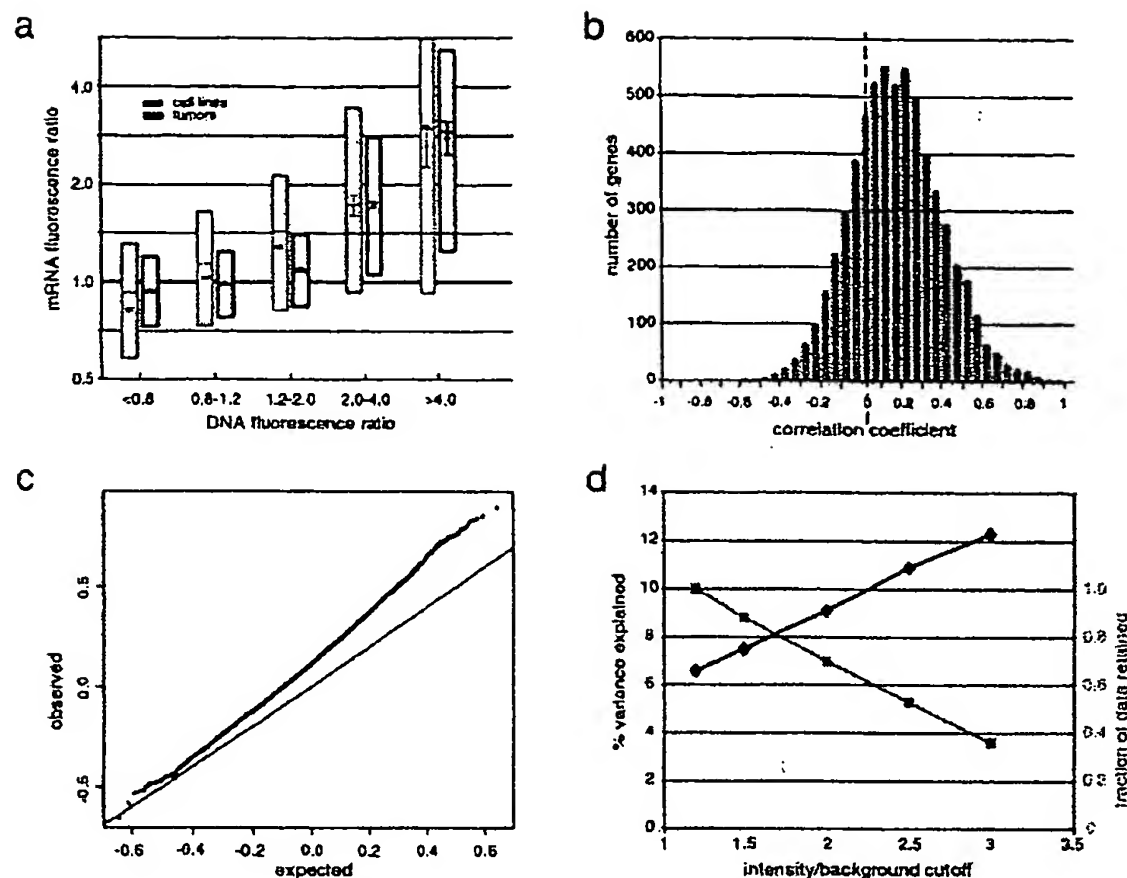 a
mRNA fluorescence ratio
4.0
2.0
1.0
0.5
cell lines
tumors
<0.8
0.8-1.2
1.2-2.0
2.0-4.0
>4.0
DNA fluorescence ratio
b
number of genes
600
500
400
300
200
100
0
-1 -0.8 -0.6 -0.4 -0.2 0 0.2 0.4 0.6 0.8 1
correlation coefficient
c
observed
0.5
0.0
-0.5
-0.6 -0.4 -0.2 0.0 0.2 0.4 0.6
expected
d
% variance explained
14
12
10
8
6
4
2
0
1.0
0.8
0.6
0.4
0.2
0
fraction of data retained
1 1.5 2 2.5 3 3.5
intensity/background cutoff